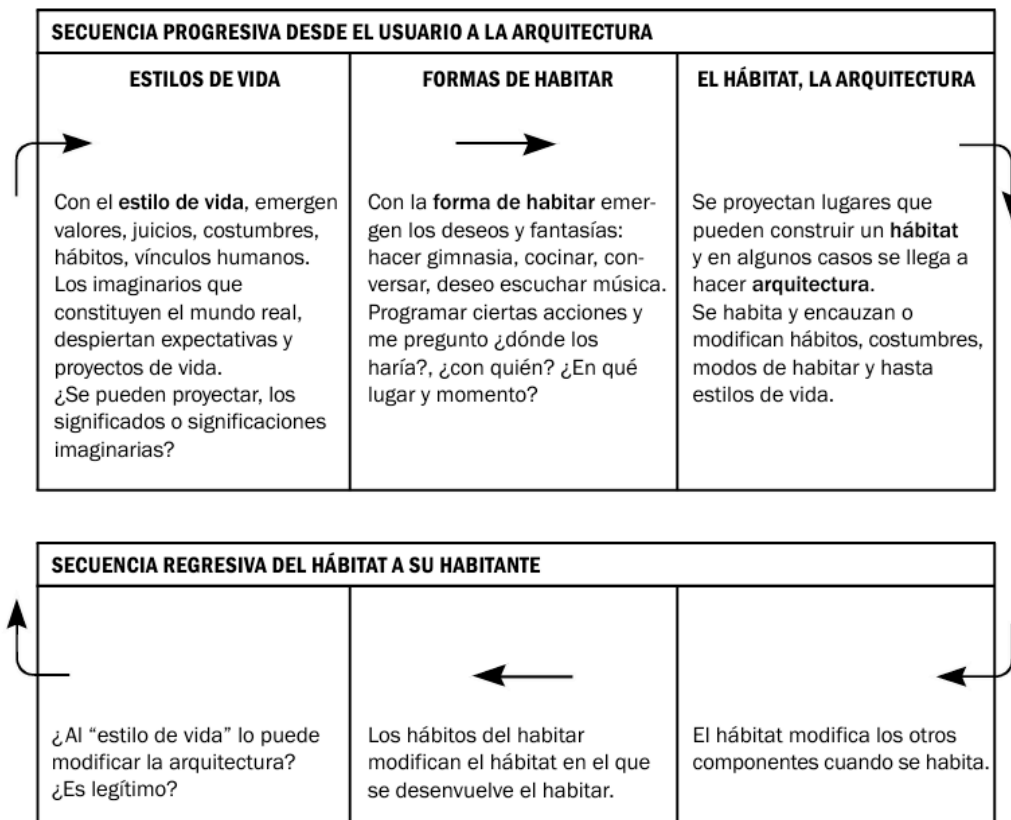 SECUENCIA PROGRESIVA DESDE EL USUARIO A LA ARQUITECTURA
ESTILOS DE VIDA
Con el estilo de vida, emergen
valores, juicios, costumbres,
hábitos, vínculos humanos.
Los imaginarios que
constituyen el mundo real,
despiertan expectativas y
proyectos de vida.
¿Se pueden proyectar, los
significados o significaciones
imaginarias?
FORMAS DE HABITAR
Con la forma de habitar emer-
gen los deseos y fantasías:
hacer gimnasia, cocinar, con-
versar, deseo escuchar música.
Programar ciertas acciones y
me pregunto ¿dónde los
haría?, ¿con quién? ¿En qué
lugar y momento?
EL HÁBITAT, LA ARQUITECTURA
Se proyectan lugares que
pueden construir un hábitat
y en algunos casos se llega a
hacer arquitectura.
Se habita y encauzan o
modifican hábitos, costumbres,
modos de habitar y hasta
estilos de vida.
SECUENCIA REGRESIVA DEL HÁBITAT A SU HABITANTE
¿Al “estilo de vida” lo puede
modificar la arquitectura?
¿Es legítimo?
Los hábitos del habitar
modifican el hábitat en el que
se desenvuelve el habitar.
El hábitat modifica los otros
componentes cuando se habita.